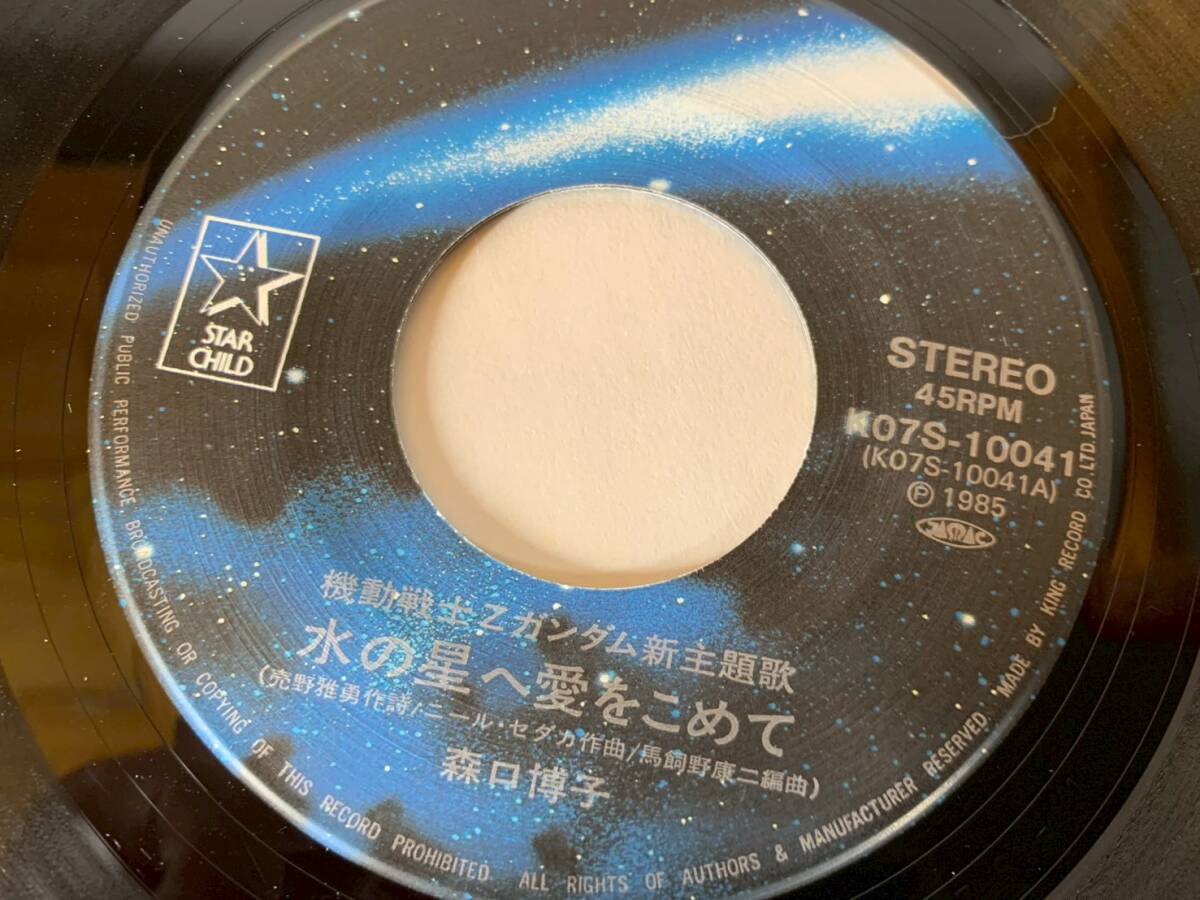 STAR
CHILD
STEREO
45RPM
K07S-10041
(K07S-10041A)
Ⓟ 1985
機動戦士Ζガンダム新主題歌
水の星へ愛をこめて
(売野雅勇作詩/ニール・セダカ作曲/馬飼野康二編曲)
森口博子
UNAUTHORIZED PUBLIC PERFORMANCE, BROADCASTING OR COPYING OF THIS RECORD PROHIBITED. ALL RIGHTS OF AUTHORS & MANUFACTURER RESERVED. MADE BY KING RECORD CO.LTD.JAPAN